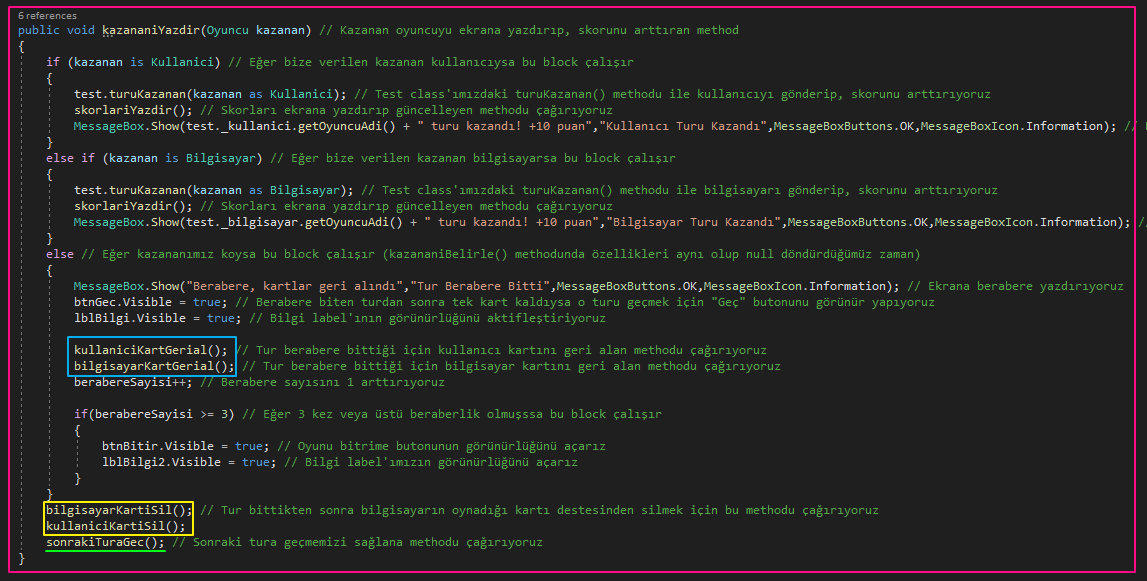 6 references
public void kazananiYazdir(Oyuncu kazanan) // Kazanan oyuncuyu ekrana yazdırıp, skorunu arttıran method
{
if (kazanan is Kullanici) // Eğer bize verilen kazanan kullanıcıysa bu block çalışır
{
test.turuKazanan(kazanan as Kullanici); // Test class'ımızdaki turuKazanan() methodu ile kullanıcıyı gönderip, skorunu arttırıyoruz
skorlariYazdir(); // Skorları ekrana yazdırıp güncelleyen methodu çağırıyoruz
MessageBox.Show(test._kullanici.getOyuncuAdi() + " turu kazandı! +10 puan","Kullanıcı Turu Kazandı",MessageBoxButtons.OK,MessageBoxIcon.Information); //
}
else if (kazanan is Bilgisayar) // Eğer bize verilen kazanan bilgisayarsa bu block çalışır
{
test.turuKazanan(kazanan as Bilgisayar); // Test class'ımızdaki turuKazanan() methodu ile bilgisayarı gönderip, skorunu arttırıyoruz
skorlariYazdir(); // Skorları ekrana yazdırıp güncelleyen methodu çağırıyoruz
MessageBox.Show(test._bilgisayar.getOyuncuAdi() + " turu kazandı! +10 puan","Bilgisayar Turu Kazandı",MessageBoxButtons.OK,MessageBoxIcon.Information); //
}
else // Eğer kazananımız koysa bu block çalışır (kazananiBelirle() methodunda özellikleri aynı olup null döndürdüğümüz zaman)
{
MessageBox.Show("Berabere, kartlar geri alındı","Tur Berabere Bitti",MessageBoxButtons.OK,MessageBoxIcon.Information); // Ekrana berabere yazdırıyoruz
btnGec.Visible = true; // Berabere biten turdan sonra tek kart kaldıysa o turu geçmek için "Geç" butonunu görünür yapıyoruz
lblBilgi.Visible = true; // Bilgi label'ının görünürlüğünü aktifleştiriyoruz
kullaniciKartGerial(); // Tur berabere bittiği için kullanıcı kartını geri alan methodu çağırıyoruz
bilgisayarKartGerial(); // Tur berabere bittiği için bilgisayar kartını geri alan methodu çağırıyoruz
berabereSayisi++; // Berabere sayısını 1 arttırıyoruz
if(berabereSayisi >= 3) // Eğer 3 kez veya üstü beraberlik olmuşssa bu block çalışır
{
btnBitir.Visible = true; // Oyunu bitrime butonunun görünürlüğünü açarız
lblBilgi2.Visible = true; // Bilgi label'ımızın görünürlüğünü açarız
}
}
bilgisayarKartiSil(); // Tur bittikten sonra bilgisayarın oynadığı kartı destesinden silmek için bu methodu çağırıyoruz
kullaniciKartiSil();
sonrakiTuraGec(); // Sonraki tura geçmemizi sağlana methodu çağırıyoruz
}